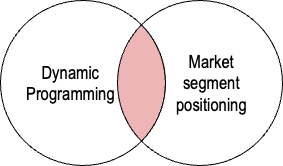 Dynamic
Programming
Market
segment
positioning